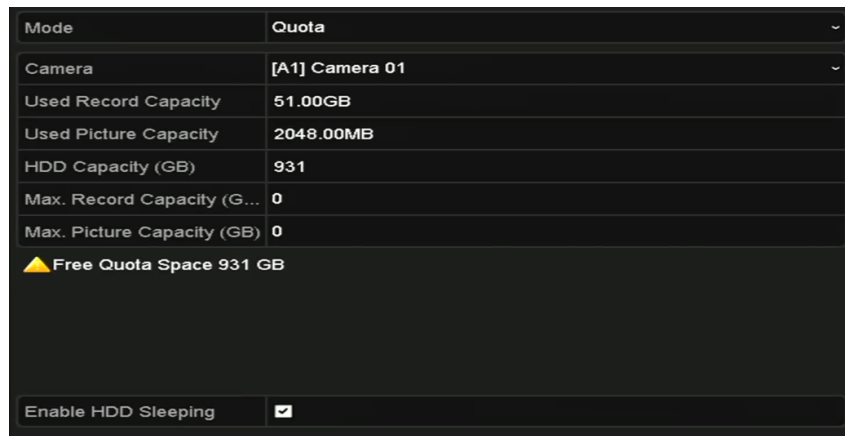 Mode Quota
Camera [A1] Camera 01
Used Record Capacity 51.00GB
Used Picture Capacity 2048.00MB
HDD Capacity (GB) 931
Max. Record Capacity (G... 0
Max. Picture Capacity (GB) 0
Free Quota Space 931 GB
Enable HDD Sleeping